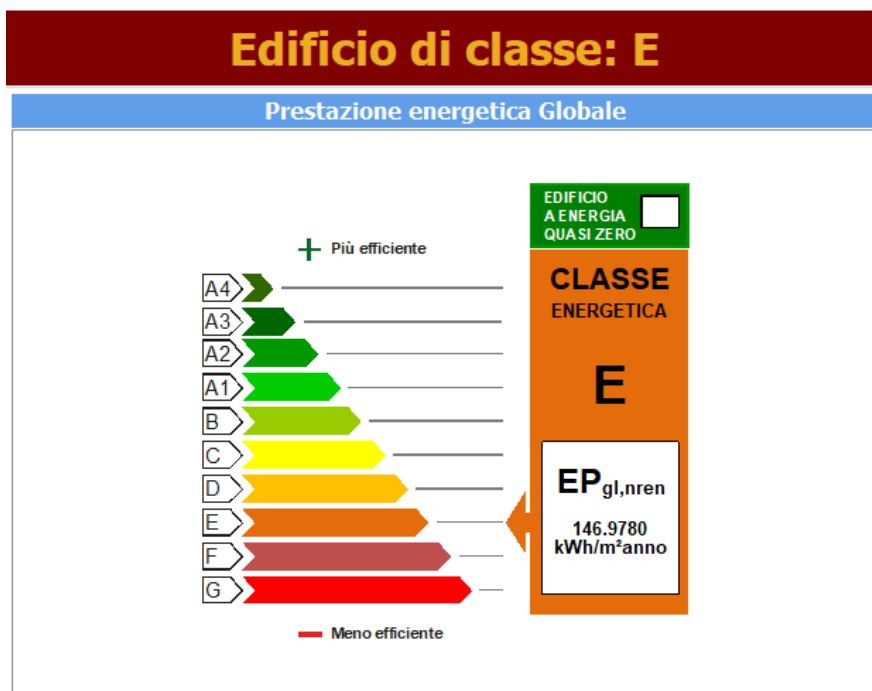 Edificio di classe: E
Prestazione energetica Globale
EDIFICIO
A ENERGIA
QUASI ZERO
Più efficiente
CLASSE
ENERGETICA
E
A4
A3
A2
A1
B
C
D
E
F
G
EPgl,nren
146.9780
kWh/m²anno
Meno efficiente